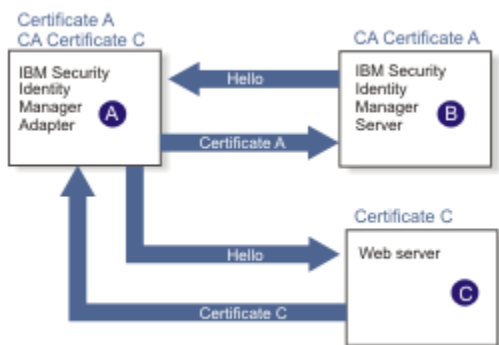 Certificate A
CA Certificate C
IBM Security
Identity
Manager
Adapter
A
Hello
Certificate A
CA Certificate A
IBM Security
Identity
Manager
Server
B
Hello
Certificate C
Certificate C
Web server
C